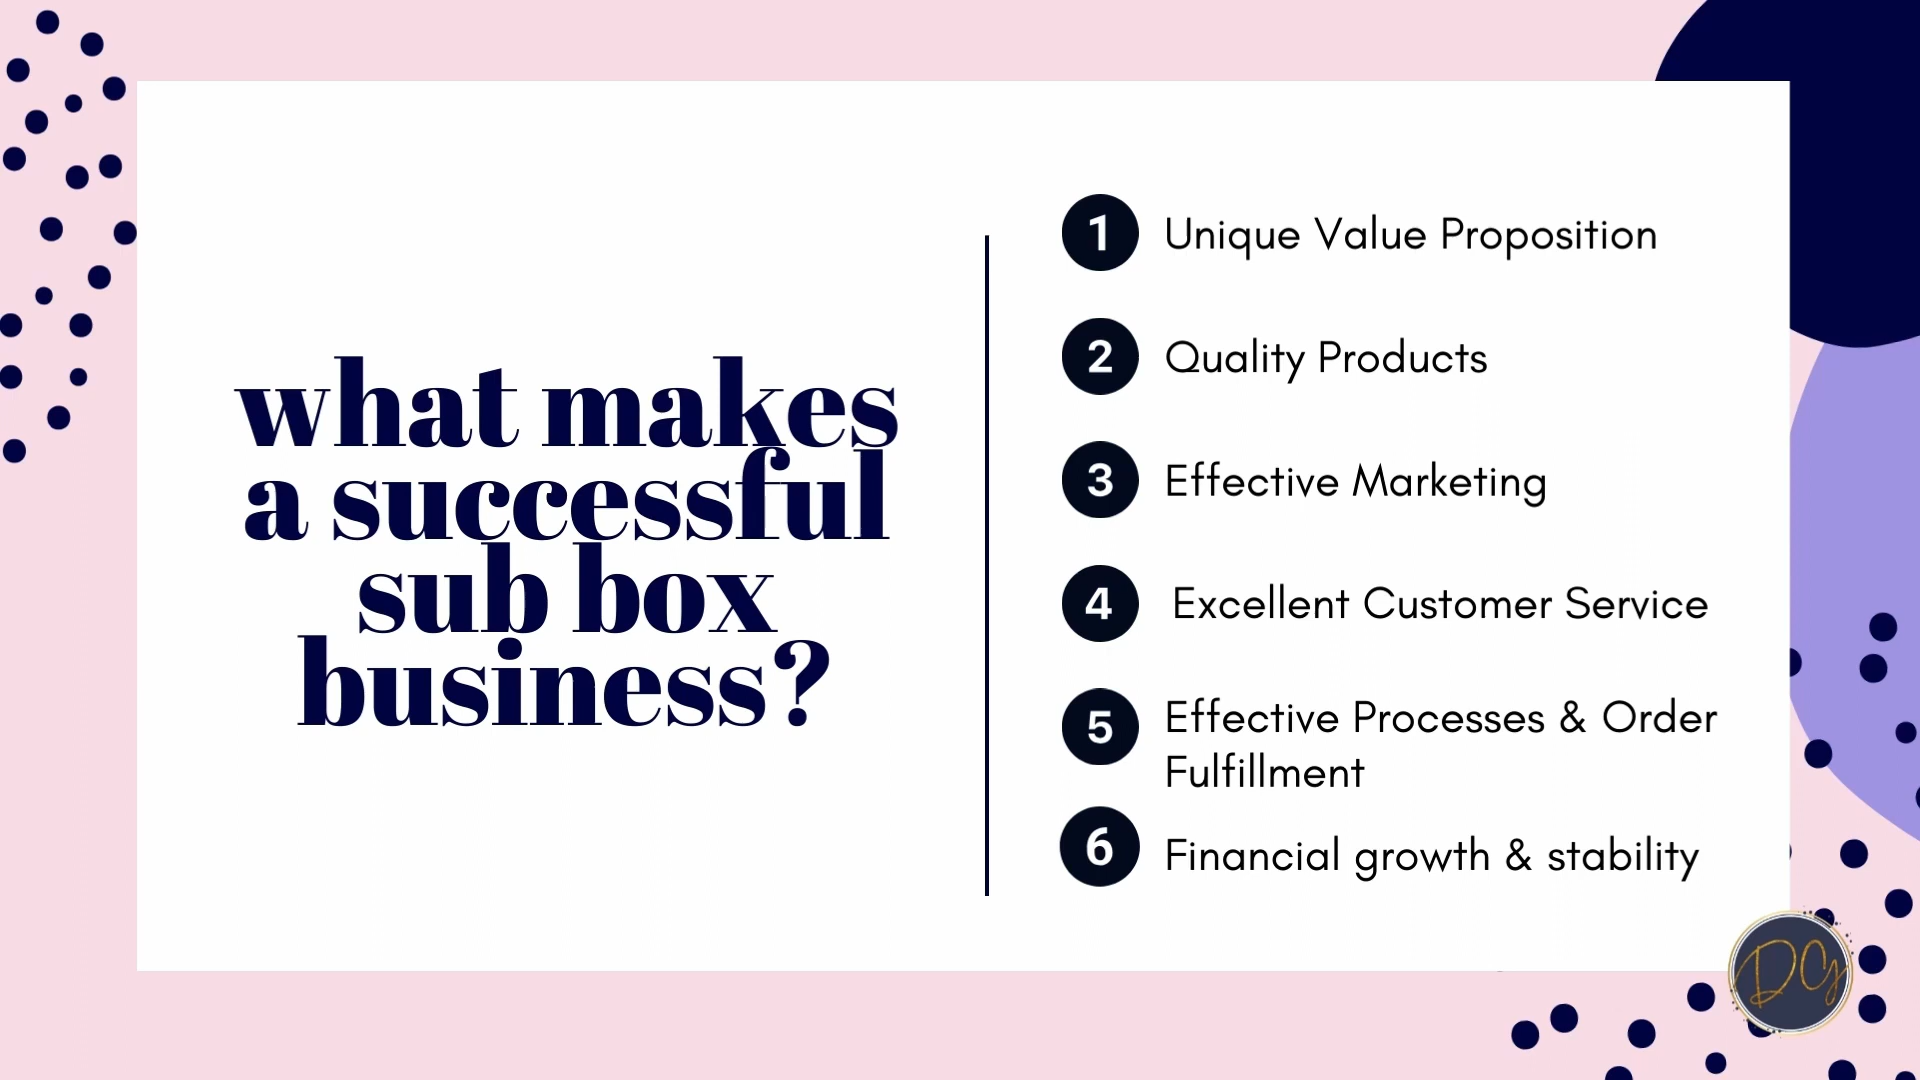 what makes
a successful
sub box
business?
1 Unique Value Proposition
2 Quality Products
3 Effective Marketing
4 Excellent Customer Service
5 Effective Processes & Order
Fulfillment
6 Financial growth & stability
DG